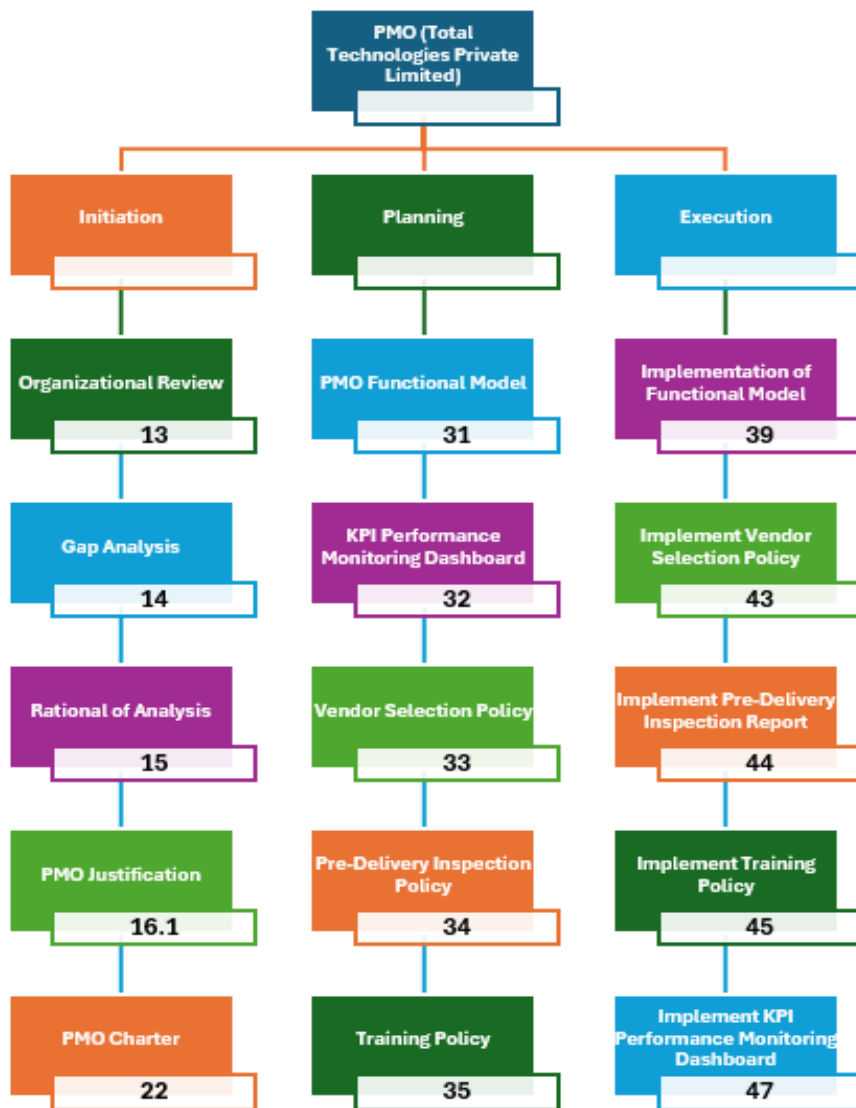 PMO (Total
Technologies Private
Limited)
Initiation
Planning
Execution
Organizational Review
13
PMO Functional Model
31
Implementation of
Functional Model
39
Gap Analysis
14
KPI Performance
Monitoring Dashboard
32
Implement Vendor
Selection Policy
43
Rational of Analysis
15
Vendor Selection Policy
33
Implement Pre-Delivery
Inspection Report
44
PMO Justification
16.1
Pre-Delivery Inspection
Policy
34
Implement Training
Policy
45
PMO Charter
22
Training Policy
35
Implement KPI
Performance Monitoring
Dashboard
47